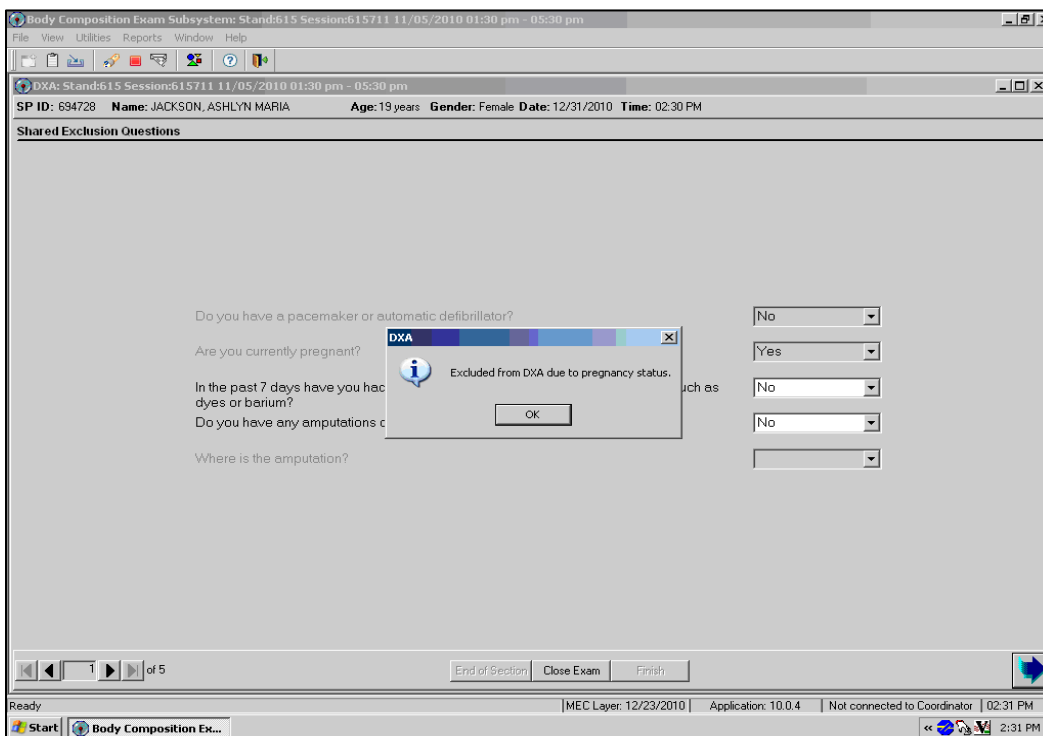 Body Composition Exam Subsystem: Stand:615 Session:615711 11/05/2010 01:30 pm - 05:30 pm
File View Utilities Reports Window Help
DXA: Stand:615 Session:615711 11/05/2010 01:30 pm - 05:30 pm
SP ID: 694728 Name: JACKSON, ASHLYN MARIA Age: 19 years Gender: Female Date: 12/31/2010 Time: 02:30 PM
Shared Exclusion Questions
Do you have a pacemaker or automatic defibrillator? No
DXA
Are you currently pregnant? Yes
Excluded from DXA due to pregnancy status.
In the past 7 days have you had uch as No
dyes or barium?
OK
Do you have any amputations No
Where is the amputation?
1 of 5 End of Section Close Exam Finish
Ready MEC Layer: 12/23/2010 Application: 10.0.4 Not connected to Coordinator 02:31 PM
Start Body Composition Ex... « 2:31 PM